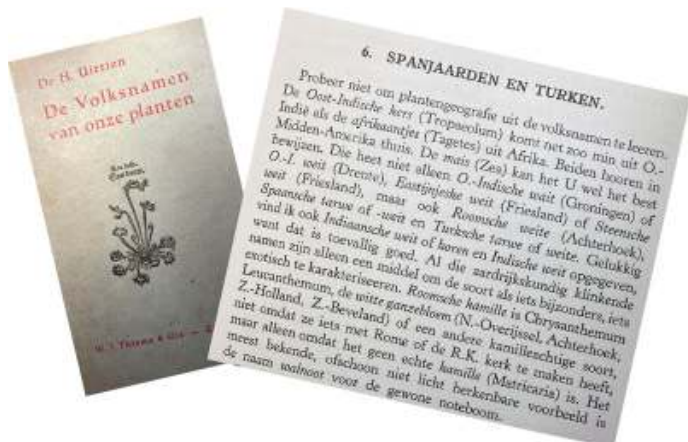 Dr H. Uittien
De Volksnamen
van onze planten
6. SPANJAARDEN EN TURKEN.
Probeer niet om plantengeografie uit de volksnamen te leeren.
De Oost-Indische kers (Tropaeolum) komt net zoo min uit O.-
Indië als de afrikaantjes (Tagetes) uit Afrika. Beiden hooren in
Midden-Amerika thuis. De mais (Zea) kan het U wel het best
bewijzen. Die heet niet alleen O.-Indische wait (Groningen) of
O.-I. weit (Drente), Eastjinjeske weit (Friesland) of Steensche
weit (Friesland), maar ook Roomsche weite (Achterhoek),
Spaansche tarwe of -weit en Turksche tarwe of weite. Gelukkig
vind ik ook Indiaansche weit of koren en Indische weit opgegeven,
want dat is toevallig goed. Al die aardrijkskundig klinkende
namen zijn alleen een middel om de soort als iets bijzonders, iets
exotisch te karakteriseeren. Roomsche kamille is Chrysanthemum
Leucanthemum, de witte ganzebloem (N.-Overijssel, Achterhoek,
Z.-Holland, Z.-Beveland) of een andere kamilleachtige soort,
niet omdat ze iets met Rome of de R.K. kerk te maken heeft,
maar alleen omdat het geen echte kamille (Matricaria) is. Het
meest bekende, ofschoon niet licht herkenbare voorbeeld is
de naam walnoot voor de gewone noteboom.